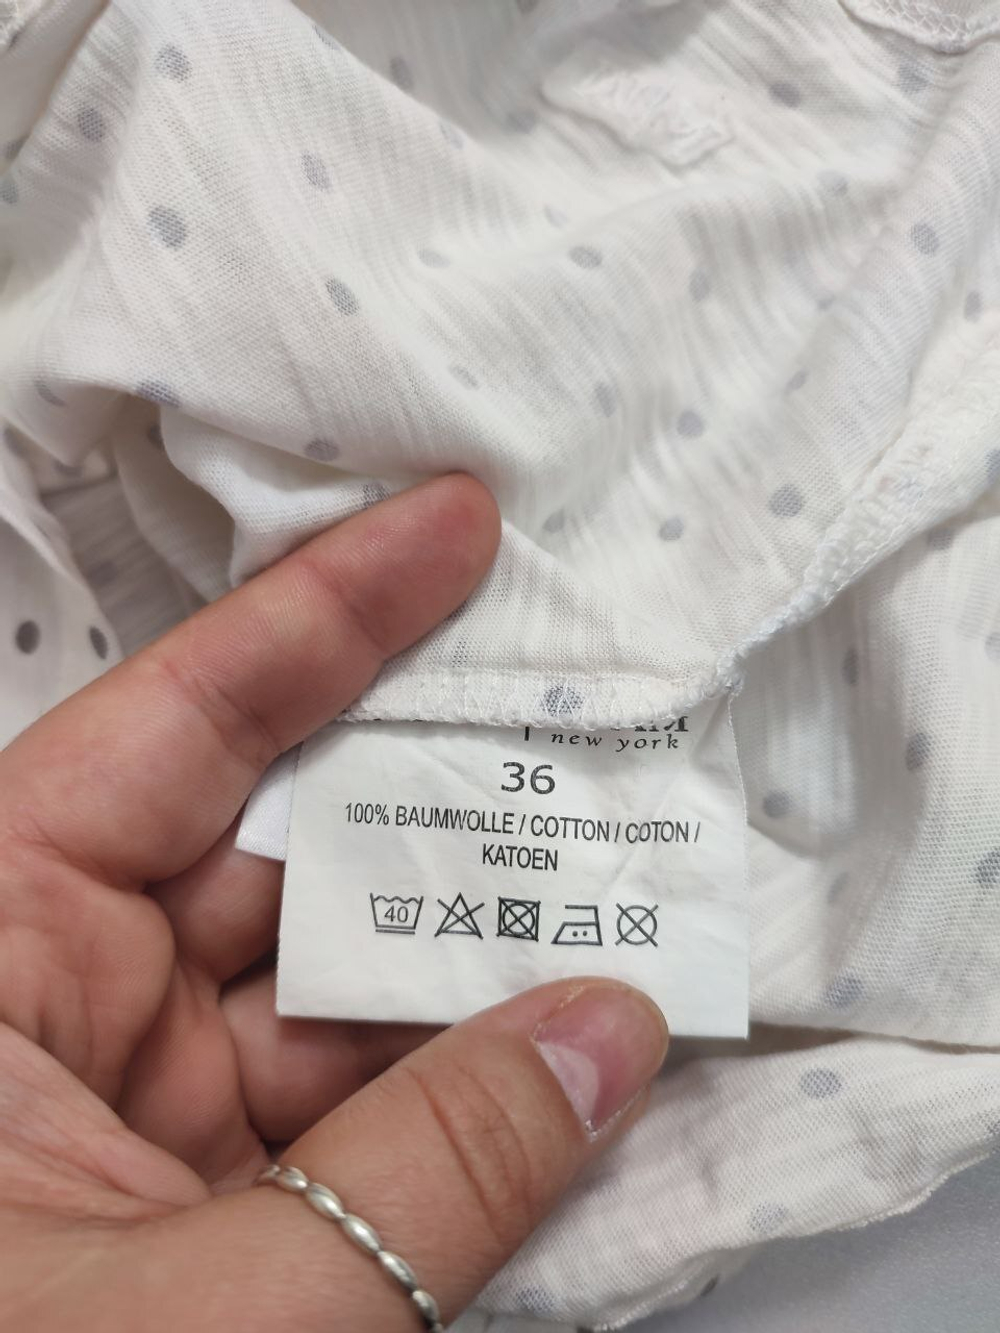 new york
36
100% BAUMWOLLE / COTTON / COTON /
KATOEN
40